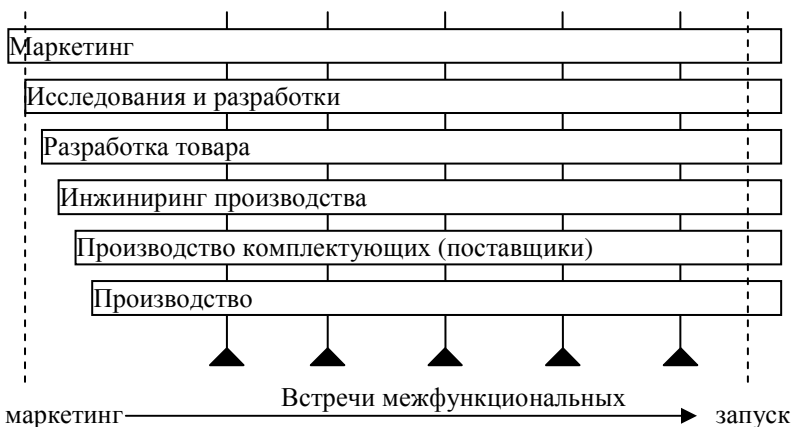 Маркетинг
Исследования и разработки
Разработка товара
Инжиниринг производства
Производство комплектующих (поставщики)
Производство
Встречи межфункциональных
маркетинг
запуск